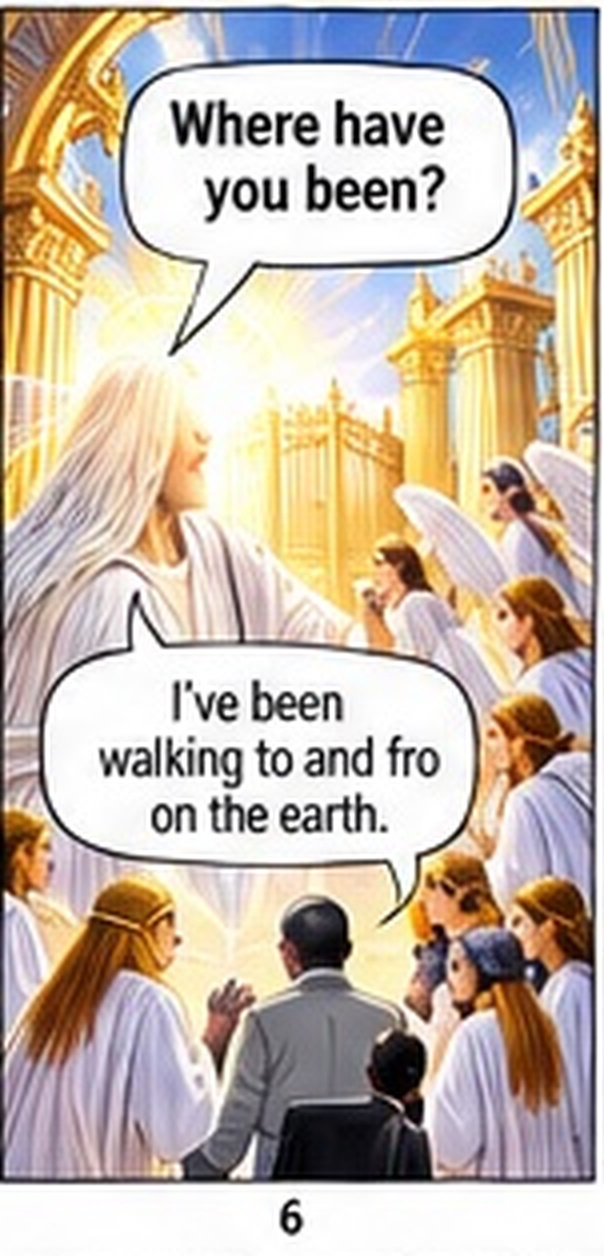 Where have
you been?
I've been
walking to and fro
on the earth.
6